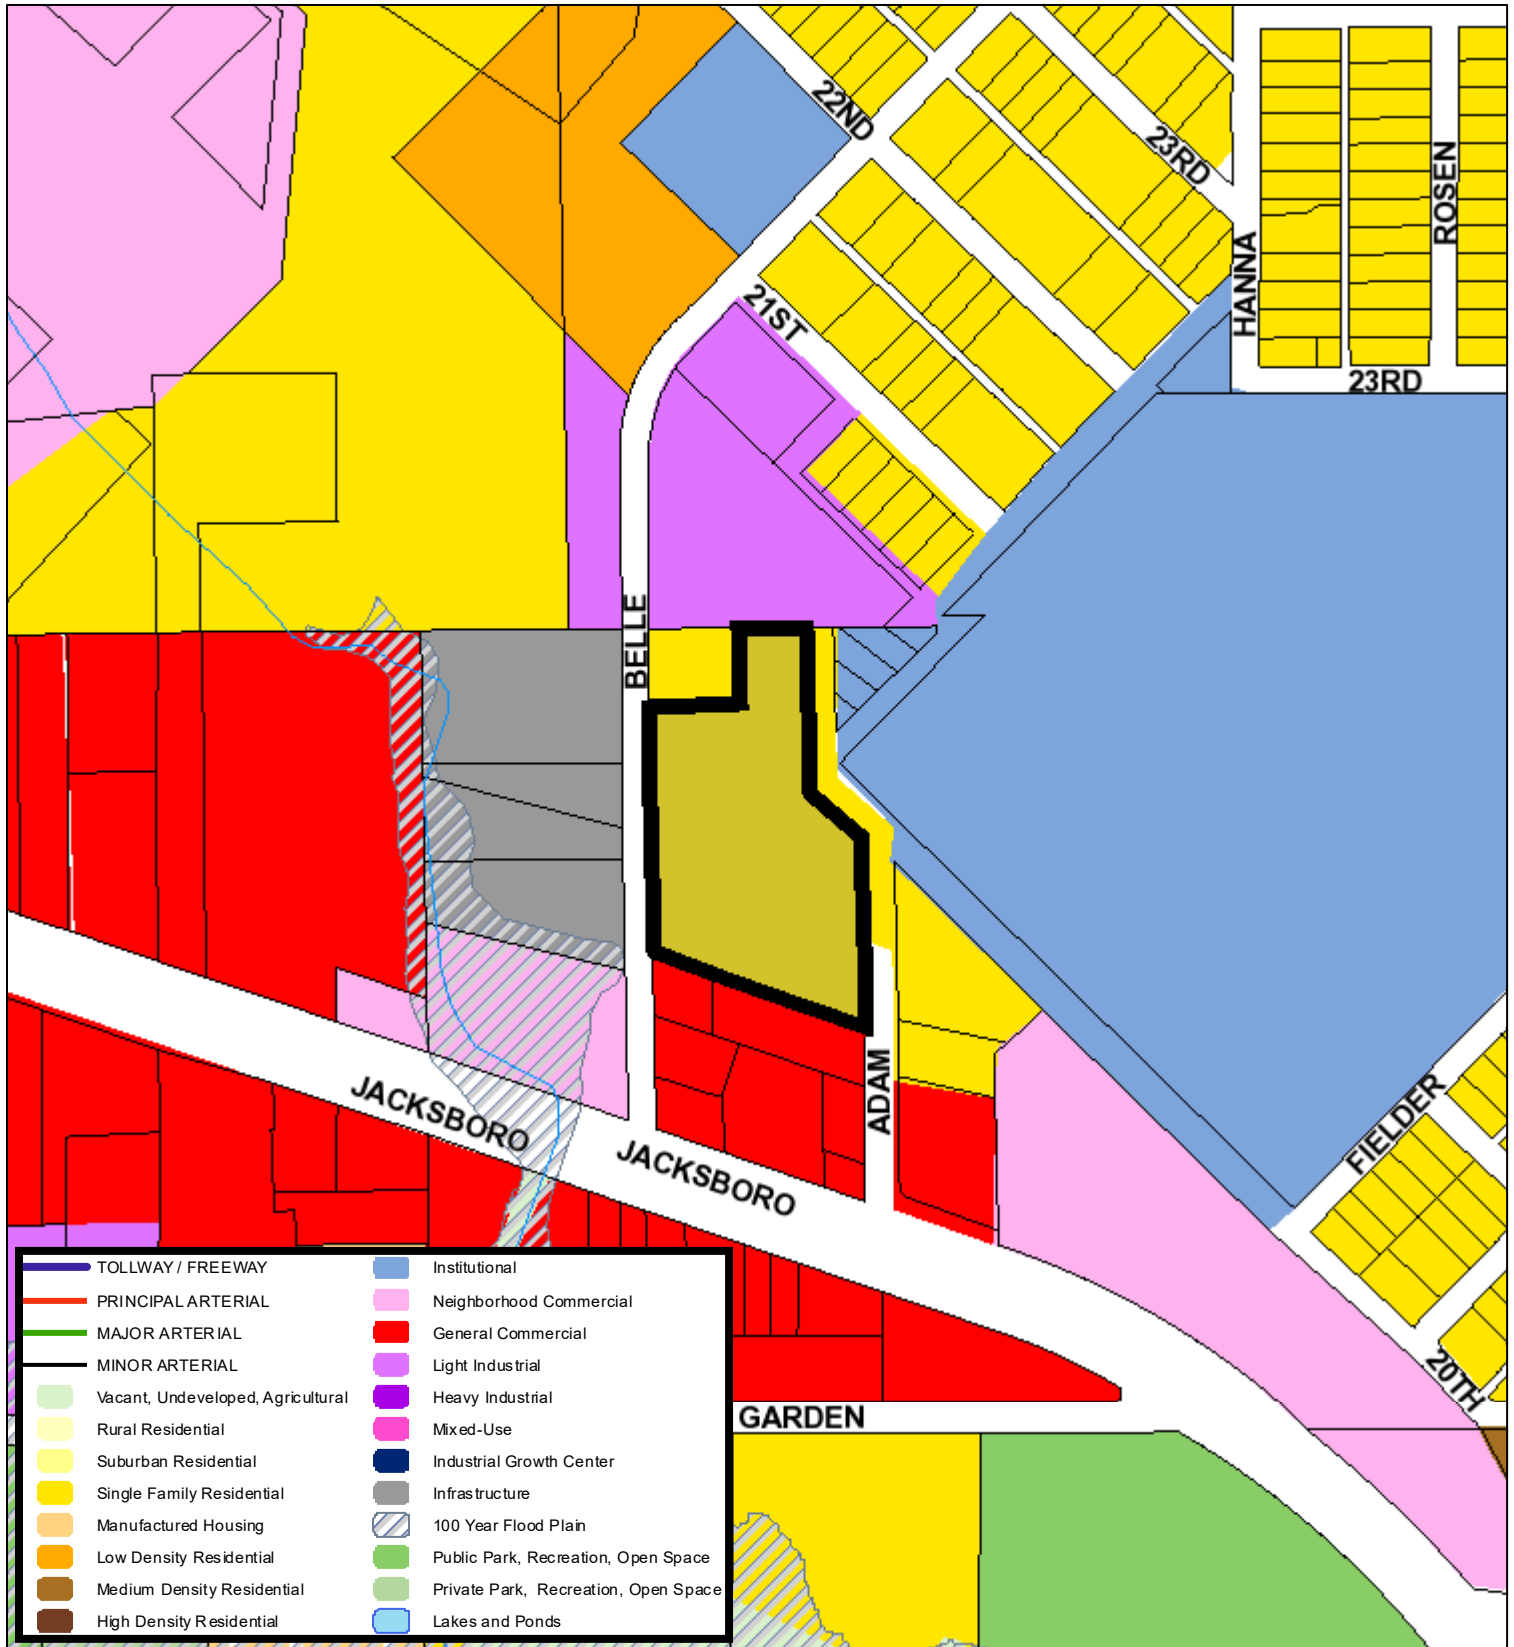 22ND
23RD
ROSEN
HANNA
21ST
23RD
BELLE
ADAM
JACKSBORO
JACKSBORO
FIELDER
20TH
GARDEN
TOLLWAY / FREEWAY
PRINCIPAL ARTERIAL
MAJOR ARTERIAL
MINOR ARTERIAL
Vacant, Undeveloped, Agricultural
Rural Residential
Suburban Residential
Single Family Residential
Manufactured Housing
Low Density Residential
Medium Density Residential
High Density Residential
Institutional
Neighborhood Commercial
General Commercial
Light Industrial
Heavy Industrial
Mixed-Use
Industrial Growth Center
Infrastructure
100 Year Flood Plain
Public Park, Recreation, Open Space
Private Park, Recreation, Open Space
Lakes and Ponds